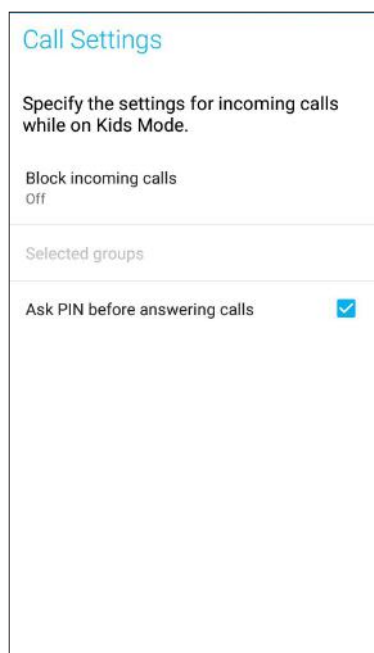 Call Settings
Specify the settings for incoming calls
while on Kids Mode.
Block incoming calls
Off
Selected groups
Ask PIN before answering calls